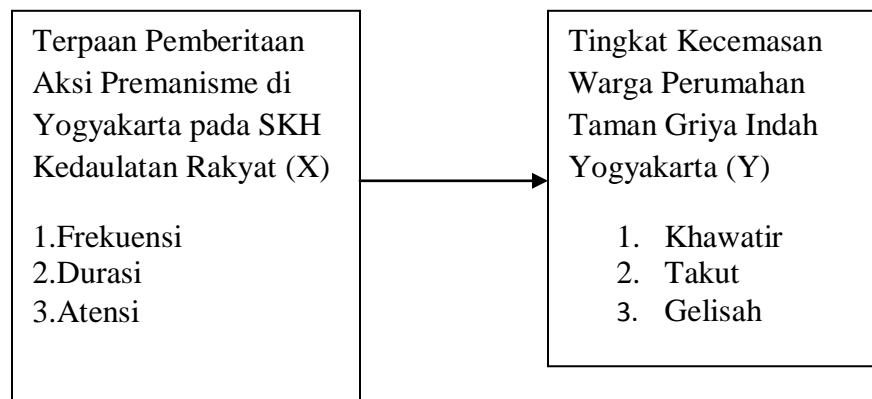 Terpaan Pemberitaan
Aksi Premanisme di
Yogyakarta pada SKH
Kedaulatan Rakyat (X)
1.Frekuensi
2.Durasi
3.Atensi
Tingkat Kecemasan
Warga Perumahan
Taman Griya Indah
Yogyakarta (Y)
1. Khawatir
2. Takut
3. Gelisah